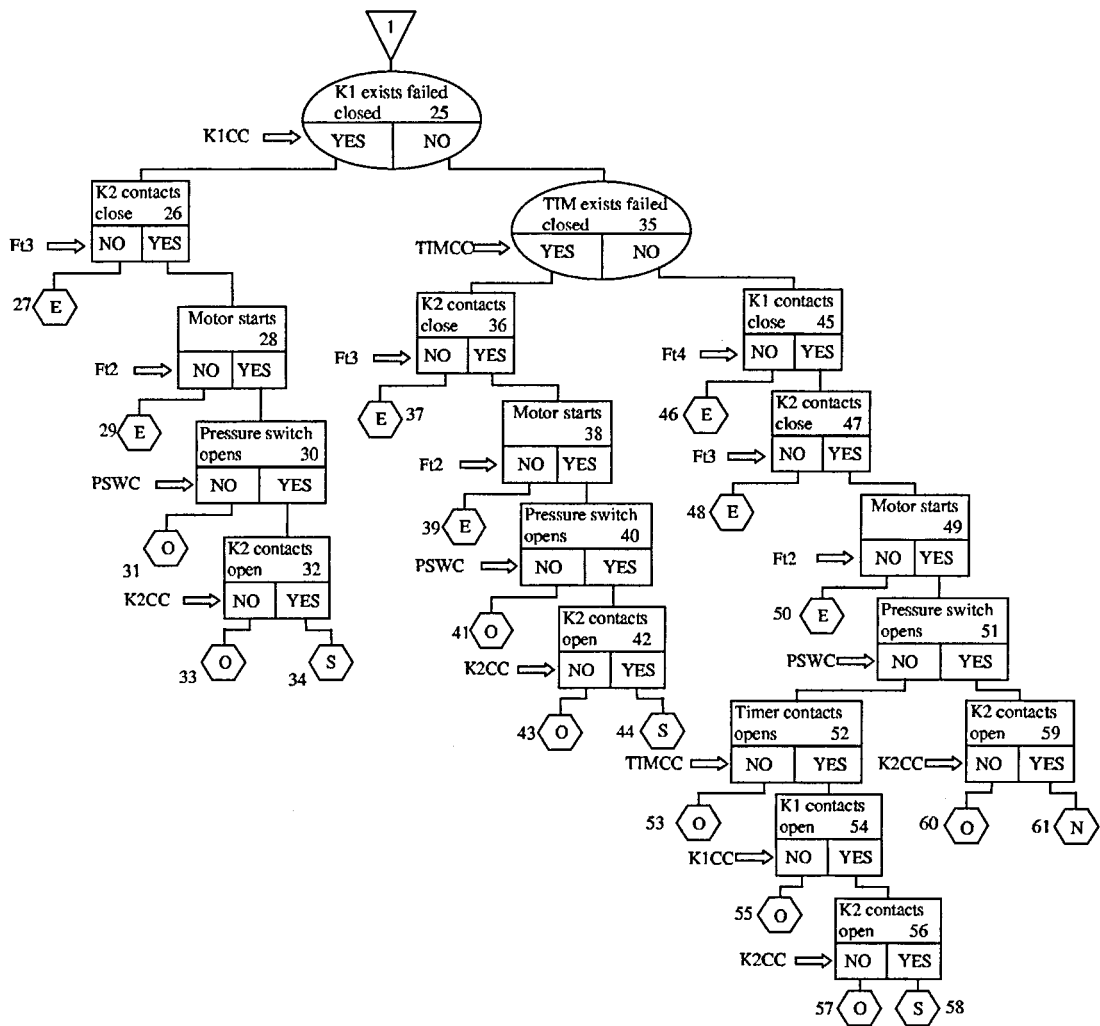 1
K1 exists failed
closed 25
YES NO
K1CC
K2 contacts
close 26
NO YES
Ft3
27 E
Motor starts
28
NO YES
Ft2
29 E
Pressure switch
opens 30
NO YES
PSWC
31 O
K2 contacts
open 32
NO YES
K2CC
33 O
34 S
TIM exists failed
closed 35
YES NO
TIMCO
K2 contacts
close 36
NO YES
Ft3
E 37
Motor starts
38
NO YES
Ft2
39 E
Pressure switch
opens 40
NO YES
PSWC
41 O
K2 contacts
open 42
NO YES
K2CC
43 O
44 S
K1 contacts
close 45
NO YES
Ft4
46 E
K2 contacts
close 47
NO YES
Ft3
48 E
Motor starts
49
NO YES
Ft2
50 E
Pressure switch
opens 51
NO YES
PSWC
Timer contacts
opens 52
NO YES
TIMCC
53 O
K1 contacts
open 54
NO YES
K1CC
55 O
K2 contacts
open 56
NO YES
K2CC
57 O
S 58
K2 contacts
open 59
NO YES
K2CC
60 O
61 N